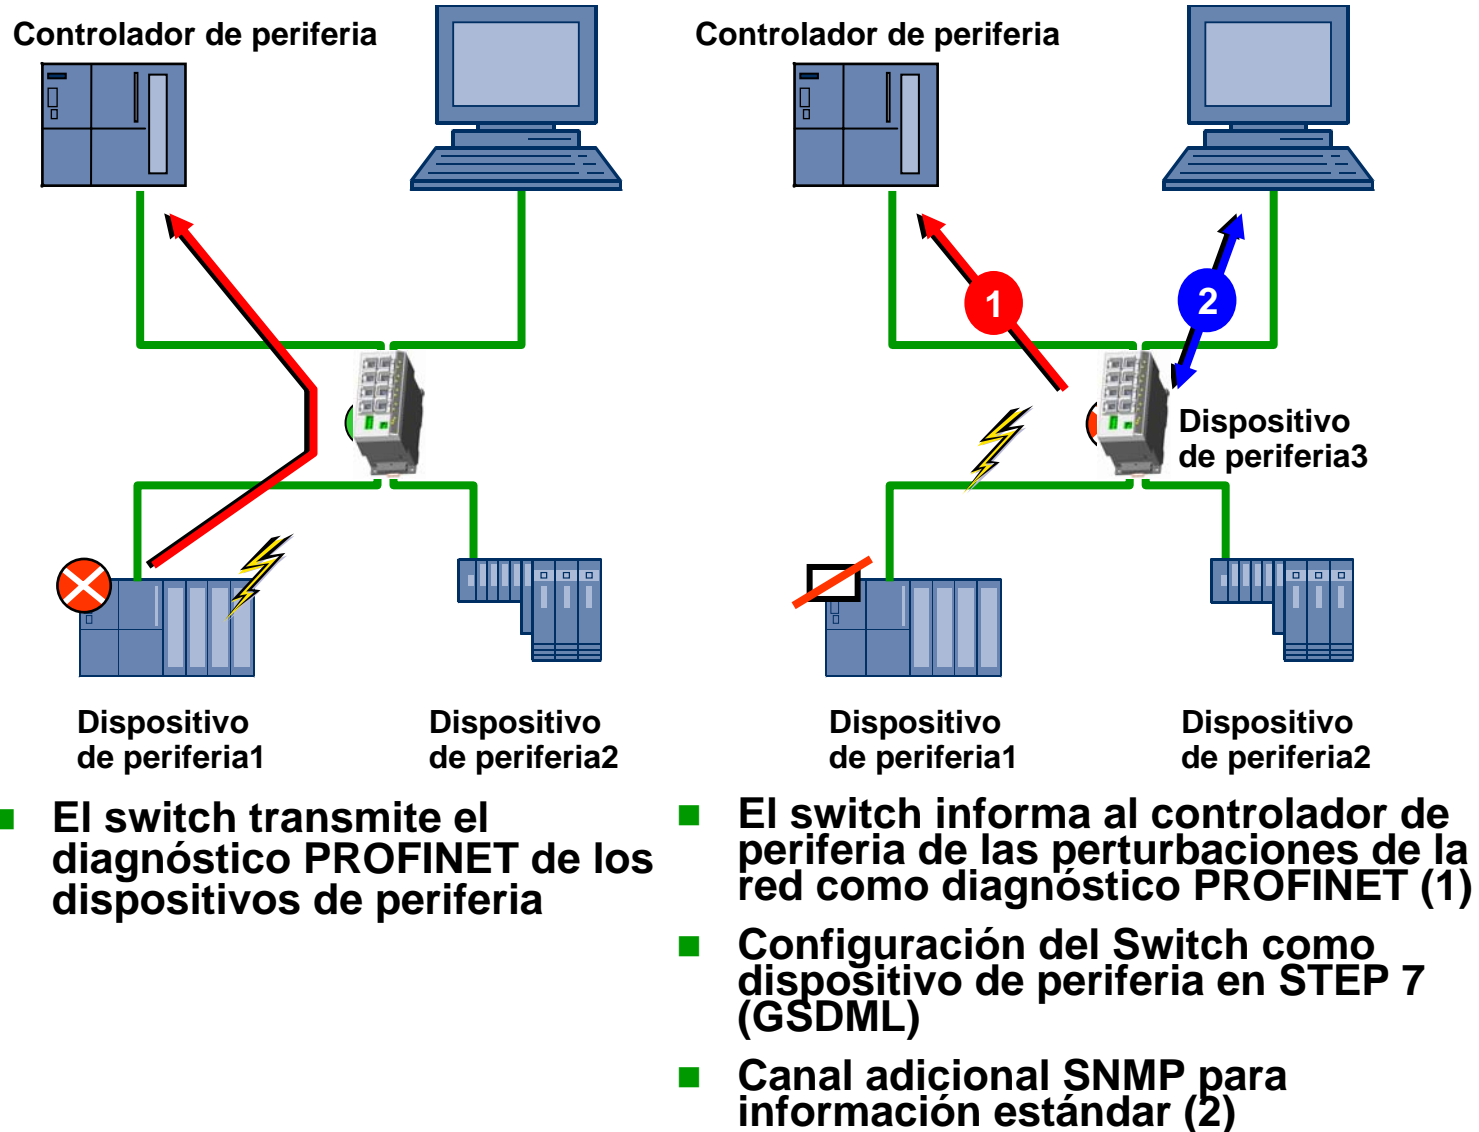 Controlador de periferia
Dispositivo
de periferia1
Dispositivo
de periferia2
El switch transmite el
diagnóstico PROFINET de los
dispositivos de periferia
Controlador de periferia
1
2
Dispositivo
de periferia3
Dispositivo
de periferia1
Dispositivo
de periferia2
El switch informa al controlador de
periferia de las perturbaciones de la
red como diagnóstico PROFINET (1)
Configuración del Switch como
dispositivo de periferia en STEP 7
(GSDML)
Canal adicional SNMP para
información estándar (2)